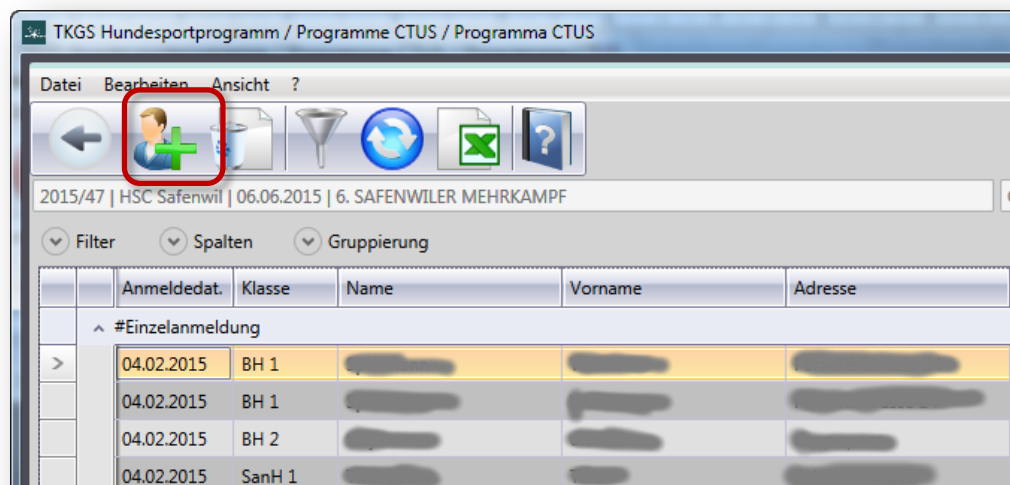 TKGS Hundesportprogramm / Programme CTUS / Programma CTUS
Datei Bearbeiten Ansicht ?
2015/47 | HSC Safenwil | 06.06.2015 | 6. SAFENWILER MEHRKAMPF
Filter Spalten Gruppierung
Anmeldedat. Klasse Name Vorname Adresse
#Einzelanmeldung
04.02.2015 BH 1
04.02.2015 BH 1
04.02.2015 BH 2
04.02.2015 SanH 1